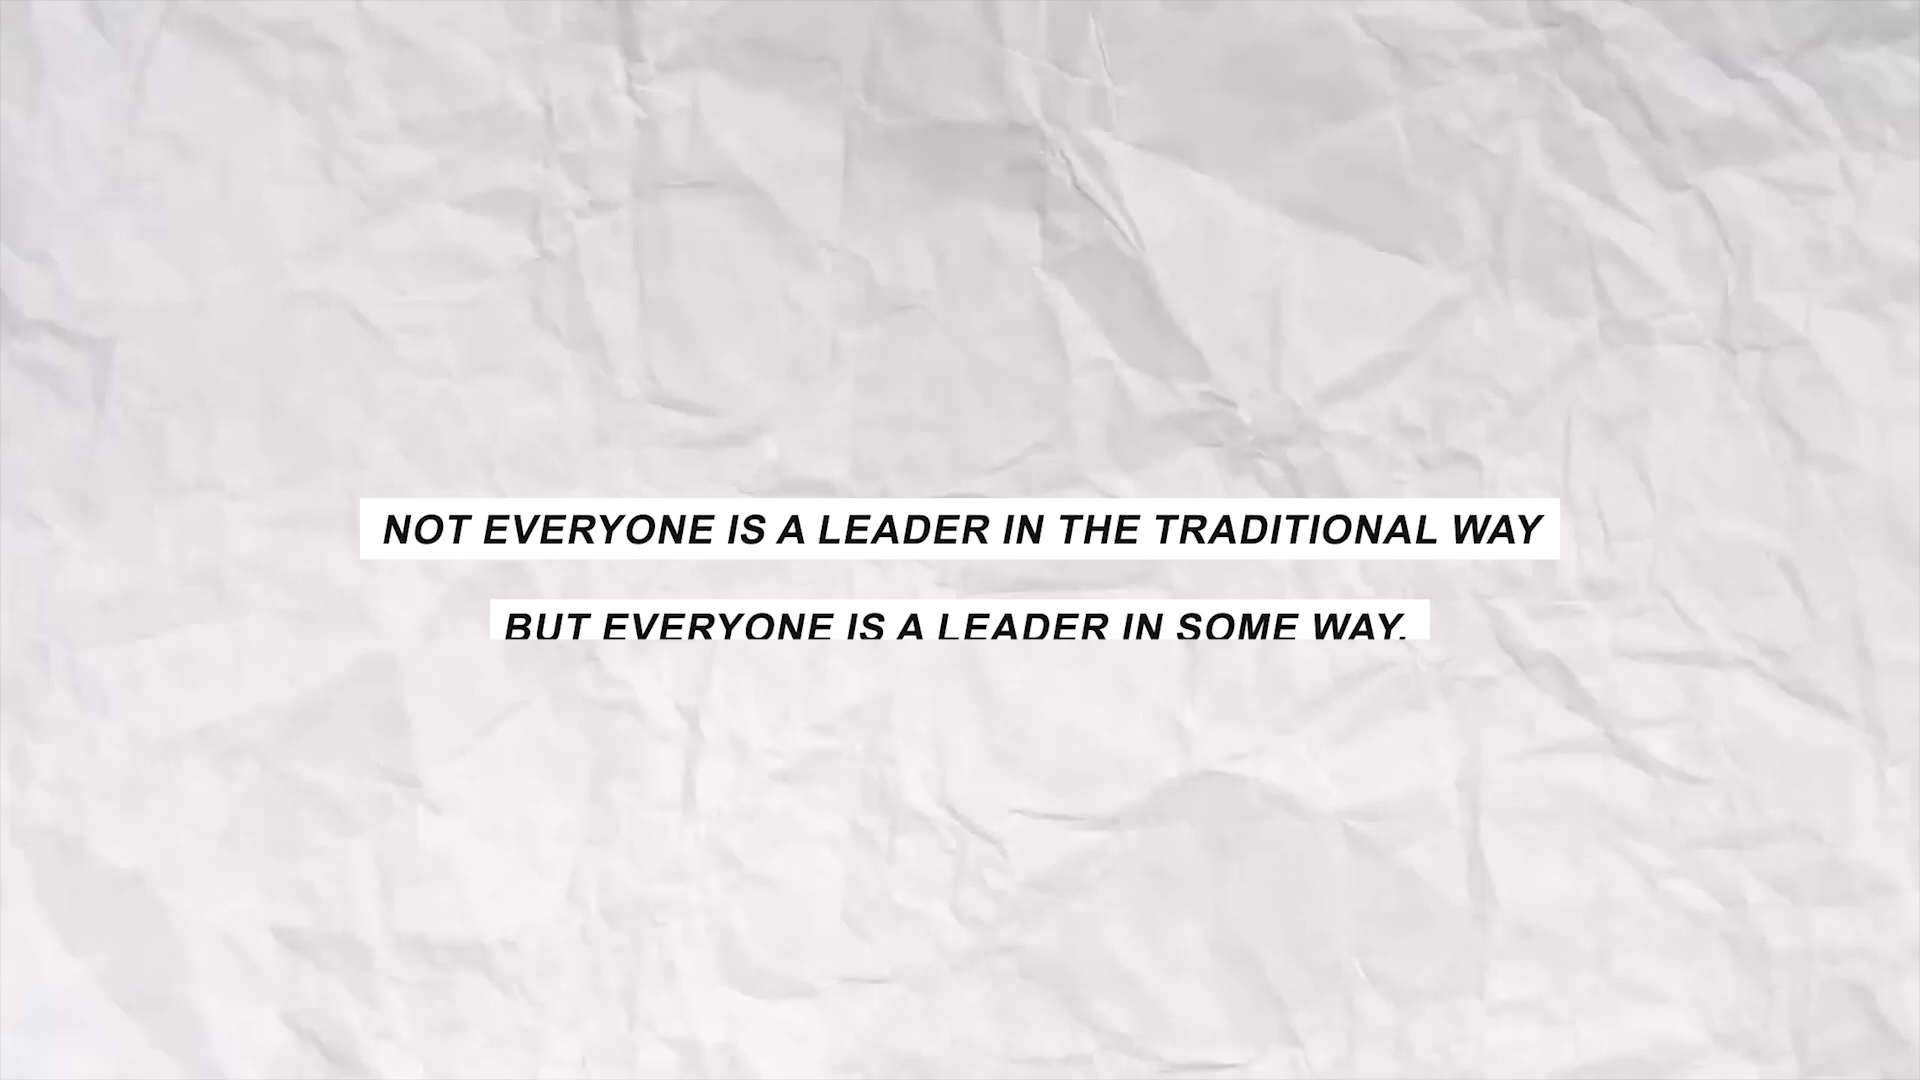 NOT EVERYONE IS A LEADER IN THE TRADITIONAL WAY
BUT EVERYONE IS A LEADER IN SOME WAY.